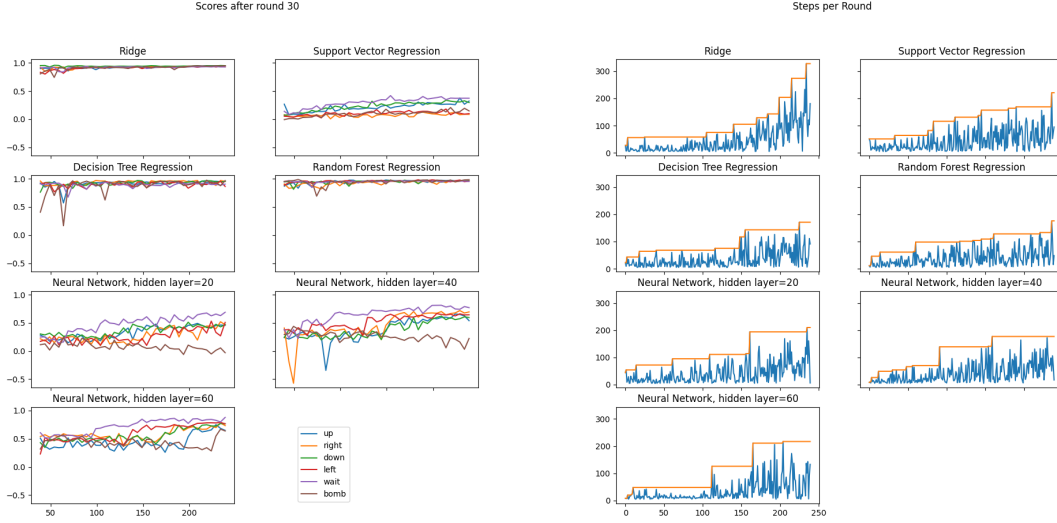 Scores after round 30
Steps per Round
Ridge
Support Vector Regression
Ridge
Support Vector Regression
1.0
0.5
0.0
−0.5
300
200
100
0
Decision Tree Regression
Random Forest Regression
Decision Tree Regression
Random Forest Regression
1.0
0.5
0.0
−0.5
300
200
100
0
Neural Network, hidden layer=20
Neural Network, hidden layer=40
Neural Network, hidden layer=20
Neural Network, hidden layer=40
1.0
0.5
0.0
−0.5
300
200
100
0
50 100 150 200
Neural Network, hidden layer=60
Neural Network, hidden layer=60
1.0
0.5
0.0
−0.5
300
200
100
0
up
right
down
left
wait
bomb
50 100 150 200
0 50 100 150 200 250